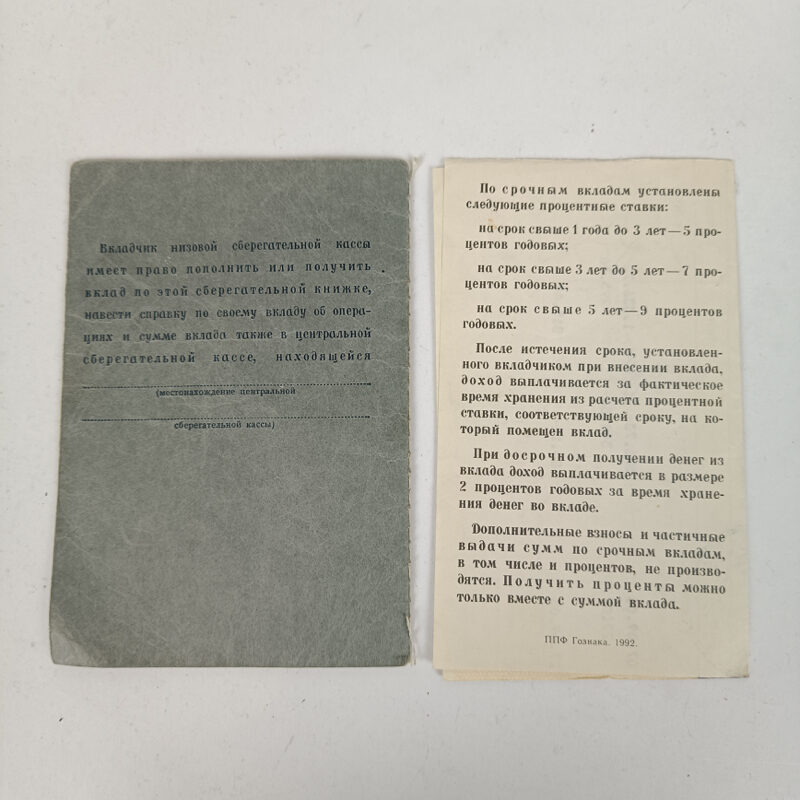 Вкладчик низовой сберегательной кассы
имеет право пополнить или получить
вклад по этой сберегательной книжке,
навести справку по своему вкладу об опера-
циях и сумме вклада также в центральной
сберегательной кассе, находящейся
(местонахождение центральной
сберегательной кассы)
По срочным вкладам установлены
следующие процентные ставки:
на срок свыше 1 года до 3 лет — 5 про-
центов годовых;
на срок свыше 3 лет до 5 лет — 7 про-
центов годовых;
на срок свыше 5 лет — 9 процентов
годовых.
После истечения срока, установлен-
ного вкладчиком при внесении вклада,
доход выплачивается за фактическое
время хранения из расчета процентной
ставки, соответствующей сроку, на ко-
торый помещен вклад.
При досрочном получении денег из
вклада доход выплачивается в размере
2 процентов годовых за время хране-
ния денег во вкладе.
Дополнительные взносы и частичные
выдачи сумм по срочным вкладам,
в том числе и процентов, не произво-
дятся. Получить проценты можно
только вместе с суммой вклада.
ППФ Гознака. 1992.